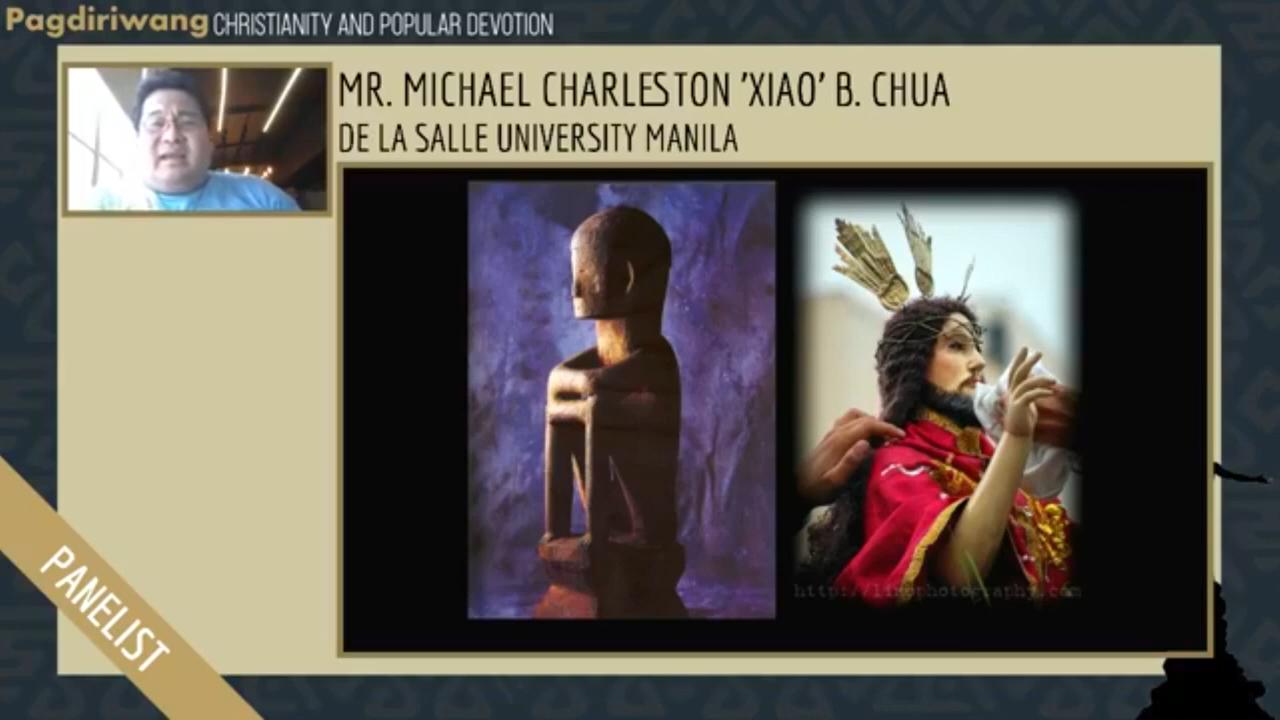 Pagdiriwang CHRISTIANITY AND POPULAR DEVOTION
MR. MICHAEL CHARLESTON 'XIAO' B. CHUA
DE LA SALLE UNIVERSITY MANILA
PANELIST